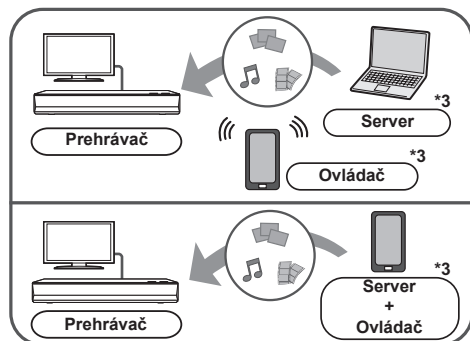 *3
Server
Prehrávač
*3
Ovládač
*3
Server
+
Ovládač
Prehrávač